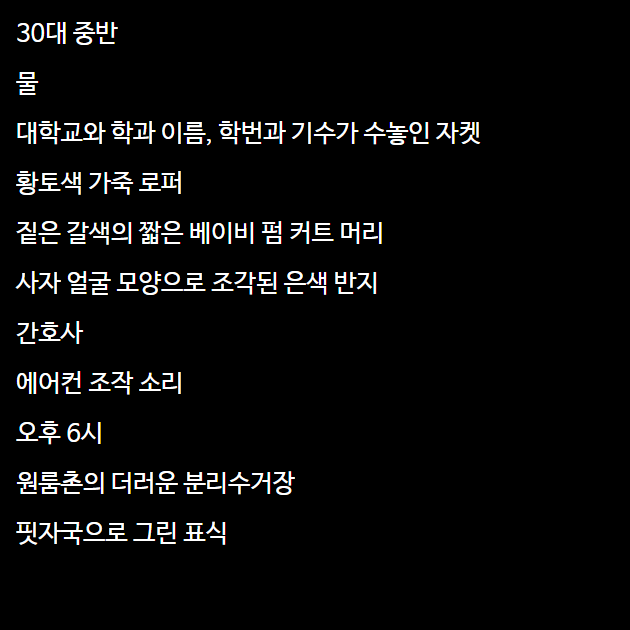 30대 중반
물
대학교와 학과 이름, 학번과 기수가 수놓인 자켓
황토색 가죽 로퍼
짙은 갈색의 짧은 베이비 펌 커트 머리
사자 얼굴 모양으로 조각된 은색 반지
간호사
에어컨 조작 소리
오후 6시
원룸촌의 더러운 분리수거장
핏자국으로 그린 표식